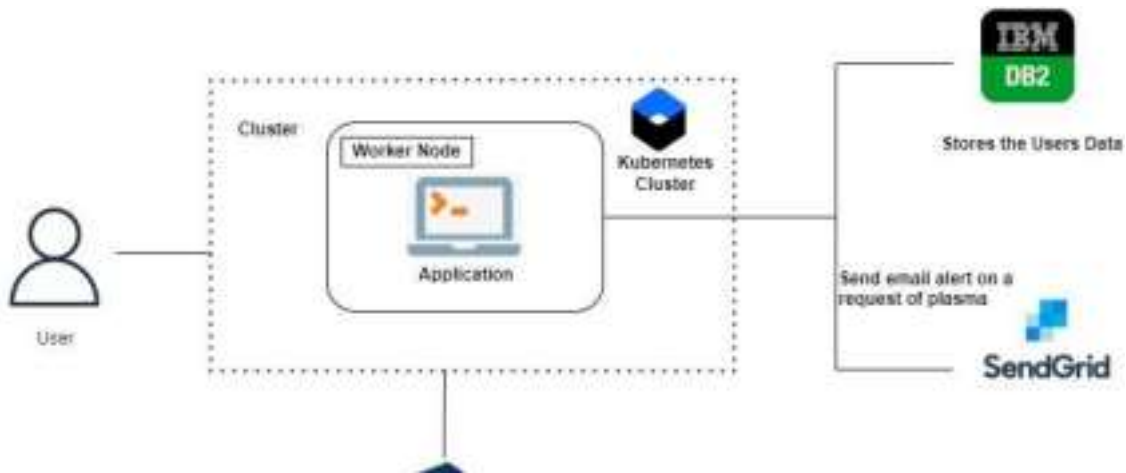 IBM
DB2
Stores the Users Data
Cluster
Worker Node
Kubernetes
Cluster
Application
User
Send email alert on a
request of plasma
SendGrid